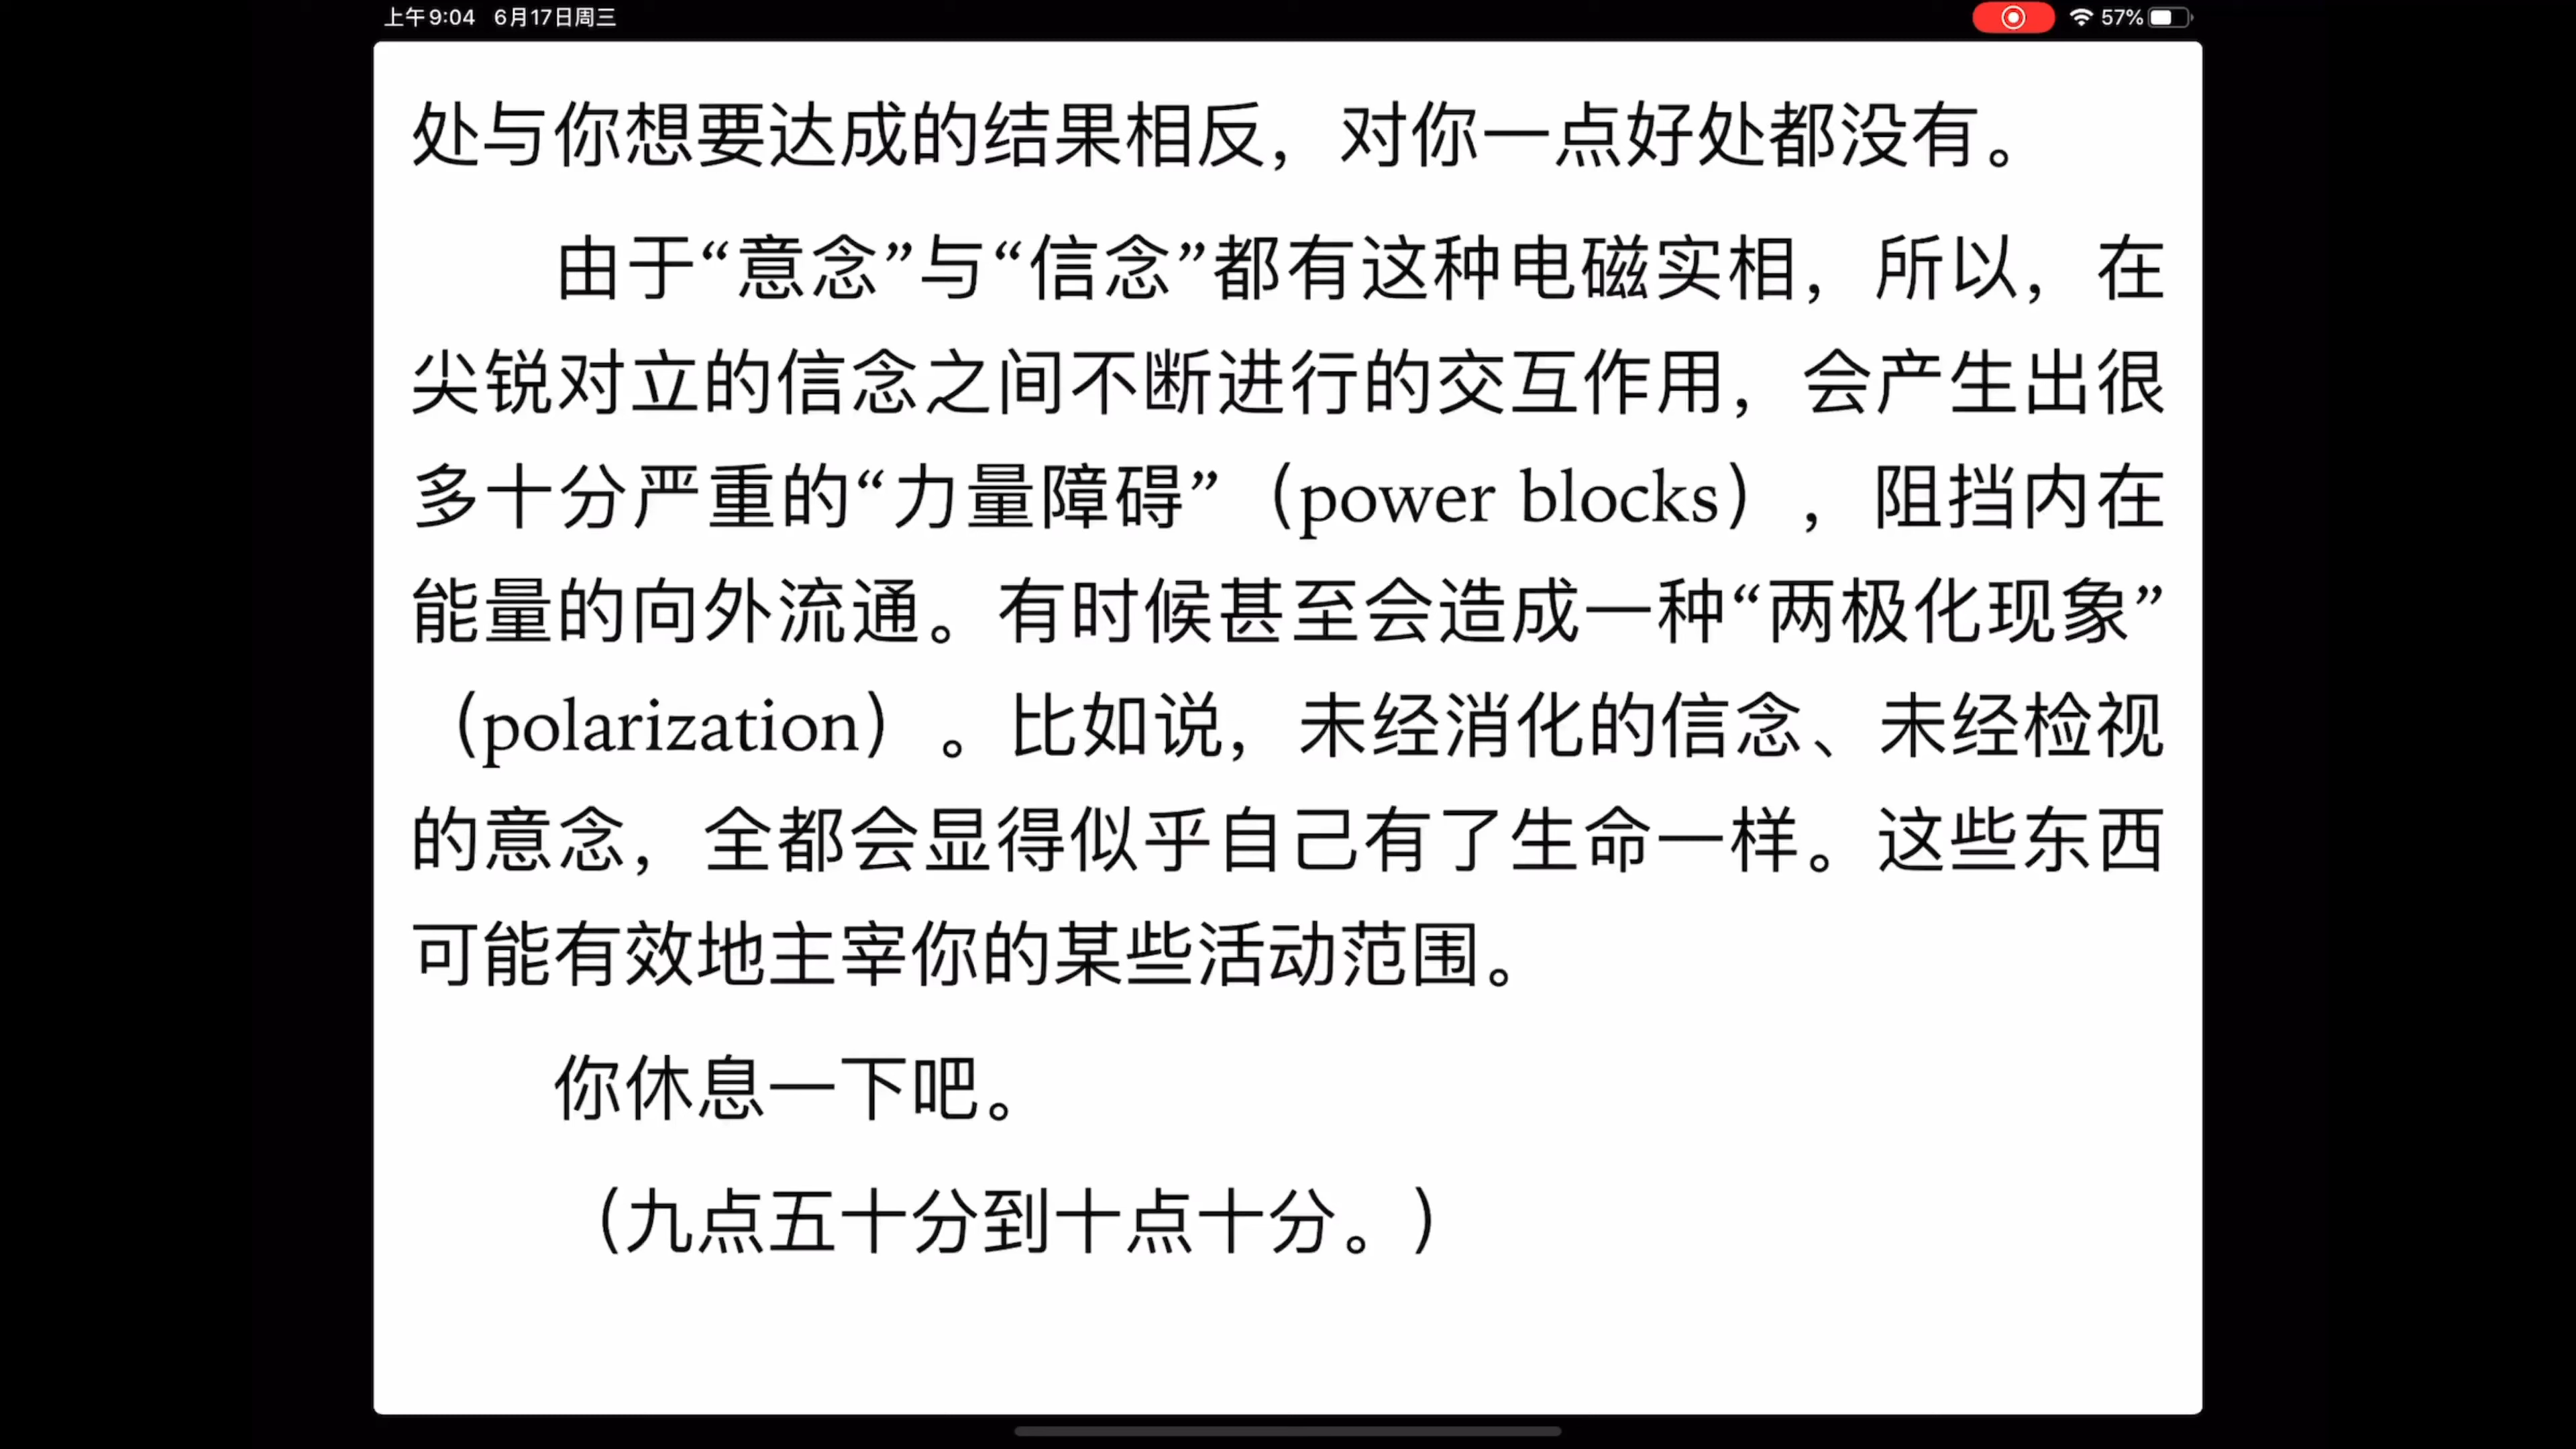 上午9:04 6月17日周三
57%
处与你想要达成的结果相反，对你一点好处都没有。
由于“意念”与“信念”都有这种电磁实相，所以，在
尖锐对立的信念之间不断进行的交互作用，会产生出很
多十分严重的“力量障碍”（power blocks），阻挡内在
能量的向外流通。有时候甚至会造成一种“两极化现象”
（polarization）。比如说，未经消化的信念、未经检视
的意念，全都会显得似乎自己有了生命一样。这些东西
可能有效地主宰你的某些活动范围。
你休息一下吧。
（九点五十分到十点十分。）